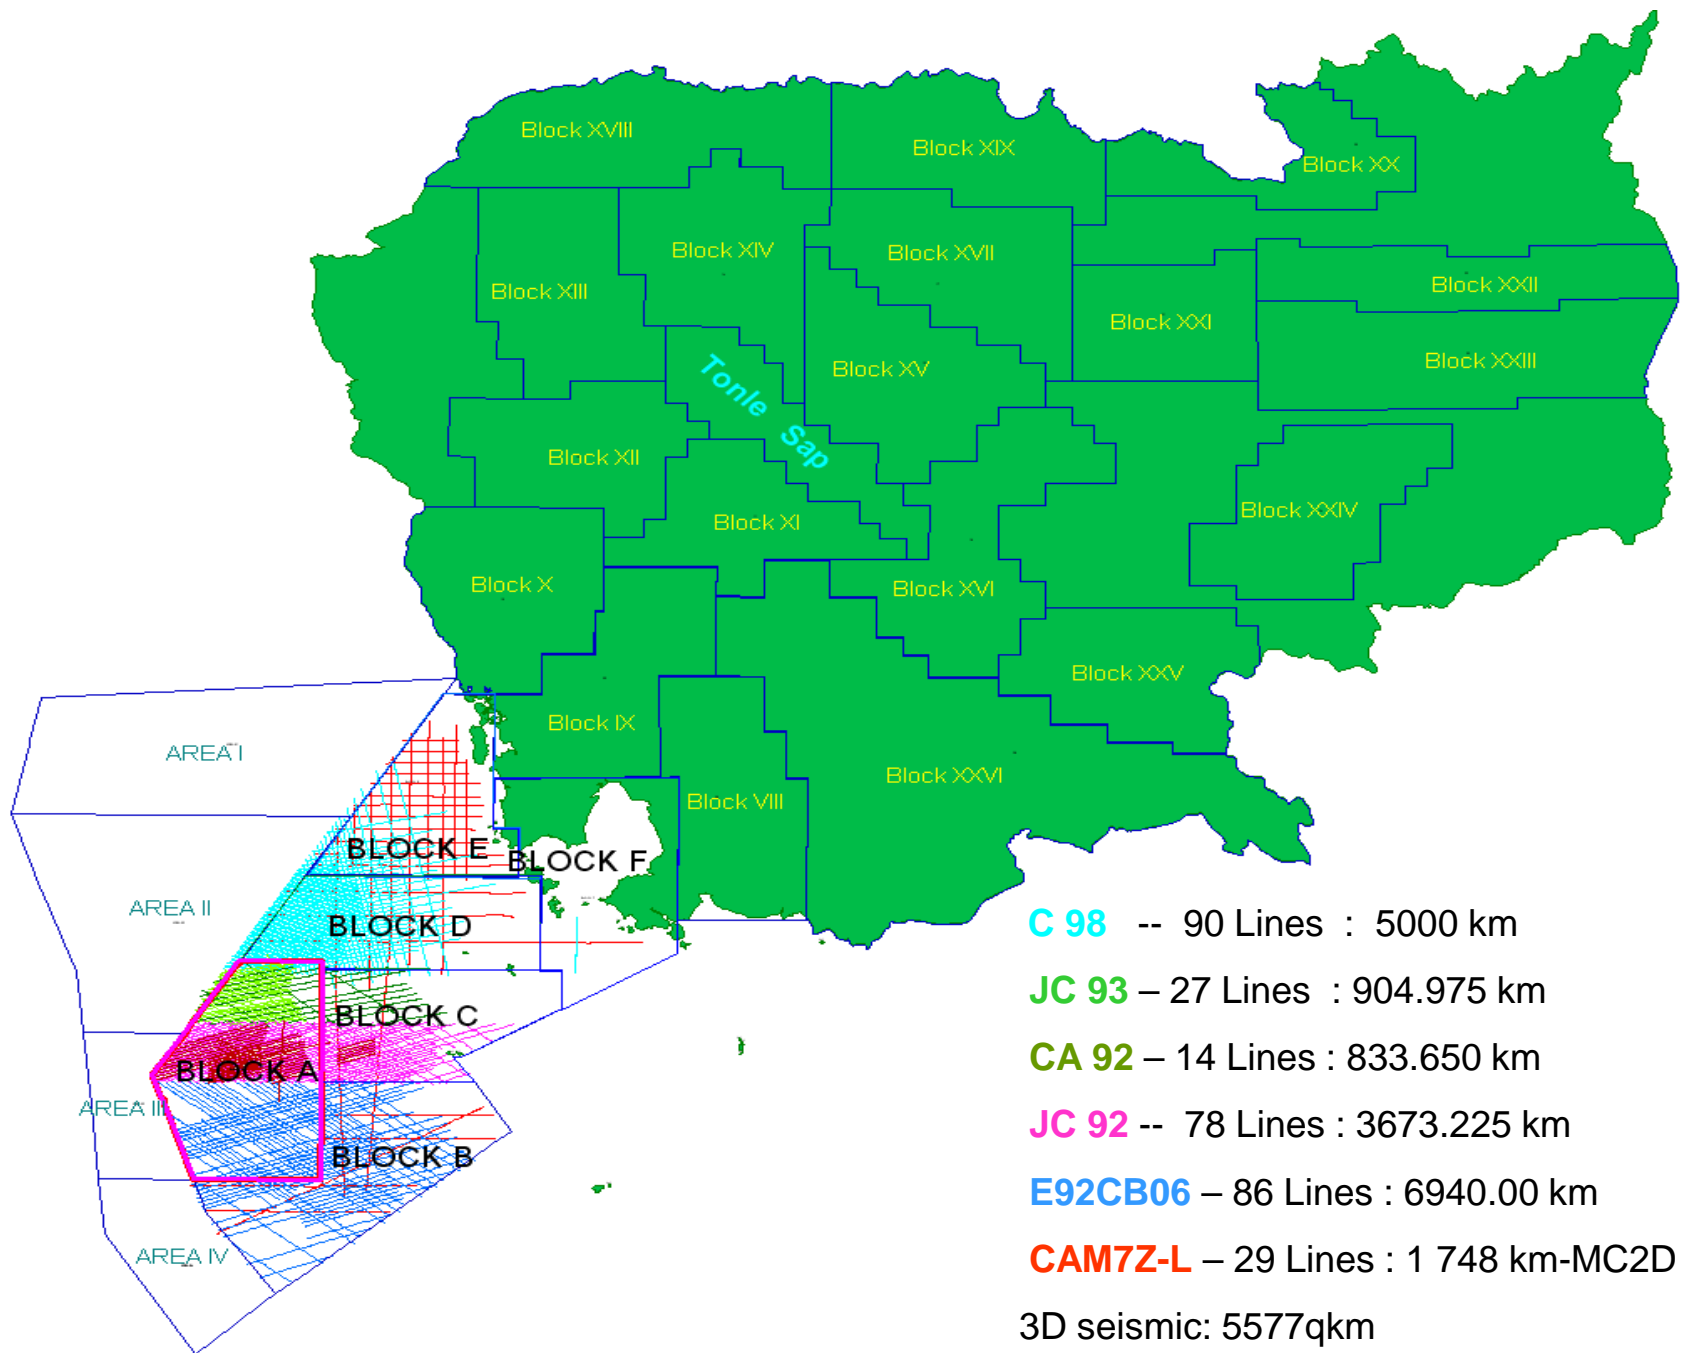 Block XVIII
Block XIX
Block XX
Block XIV
Block XVII
Block XIII
Block XXII
Block XXI
Block XV
Block XXIII
Tonle Sap
Block XII
Block XI
Block XXIV
Block X
Block XVI
Block XXV
Block IX
AREA I
Block XXVI
Block VIII
BLOCK E
BLOCK F
AREA II
BLOCK D
BLOCK C
BLOCK A
AREA III
BLOCK B
AREA IV
C 98 -- 90 Lines : 5000 km
JC 93 – 27 Lines : 904.975 km
CA 92 – 14 Lines : 833.650 km
JC 92 -- 78 Lines : 3673.225 km
E92CB06 – 86 Lines : 6940.00 km
CAM7Z-L – 29 Lines : 1 748 km-MC2D
3D seismic: 5577qkm